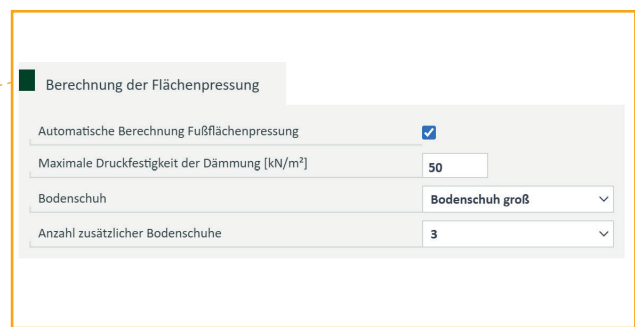 Berechnung der Flächenpressung
Automatische Berechnung Fußflächenpressung
Maximale Druckfestigkeit der Dämmung [kN/m²] 50
Bodenschuh Bodenschuh groß
Anzahl zusätzlicher Bodenschuhe 3